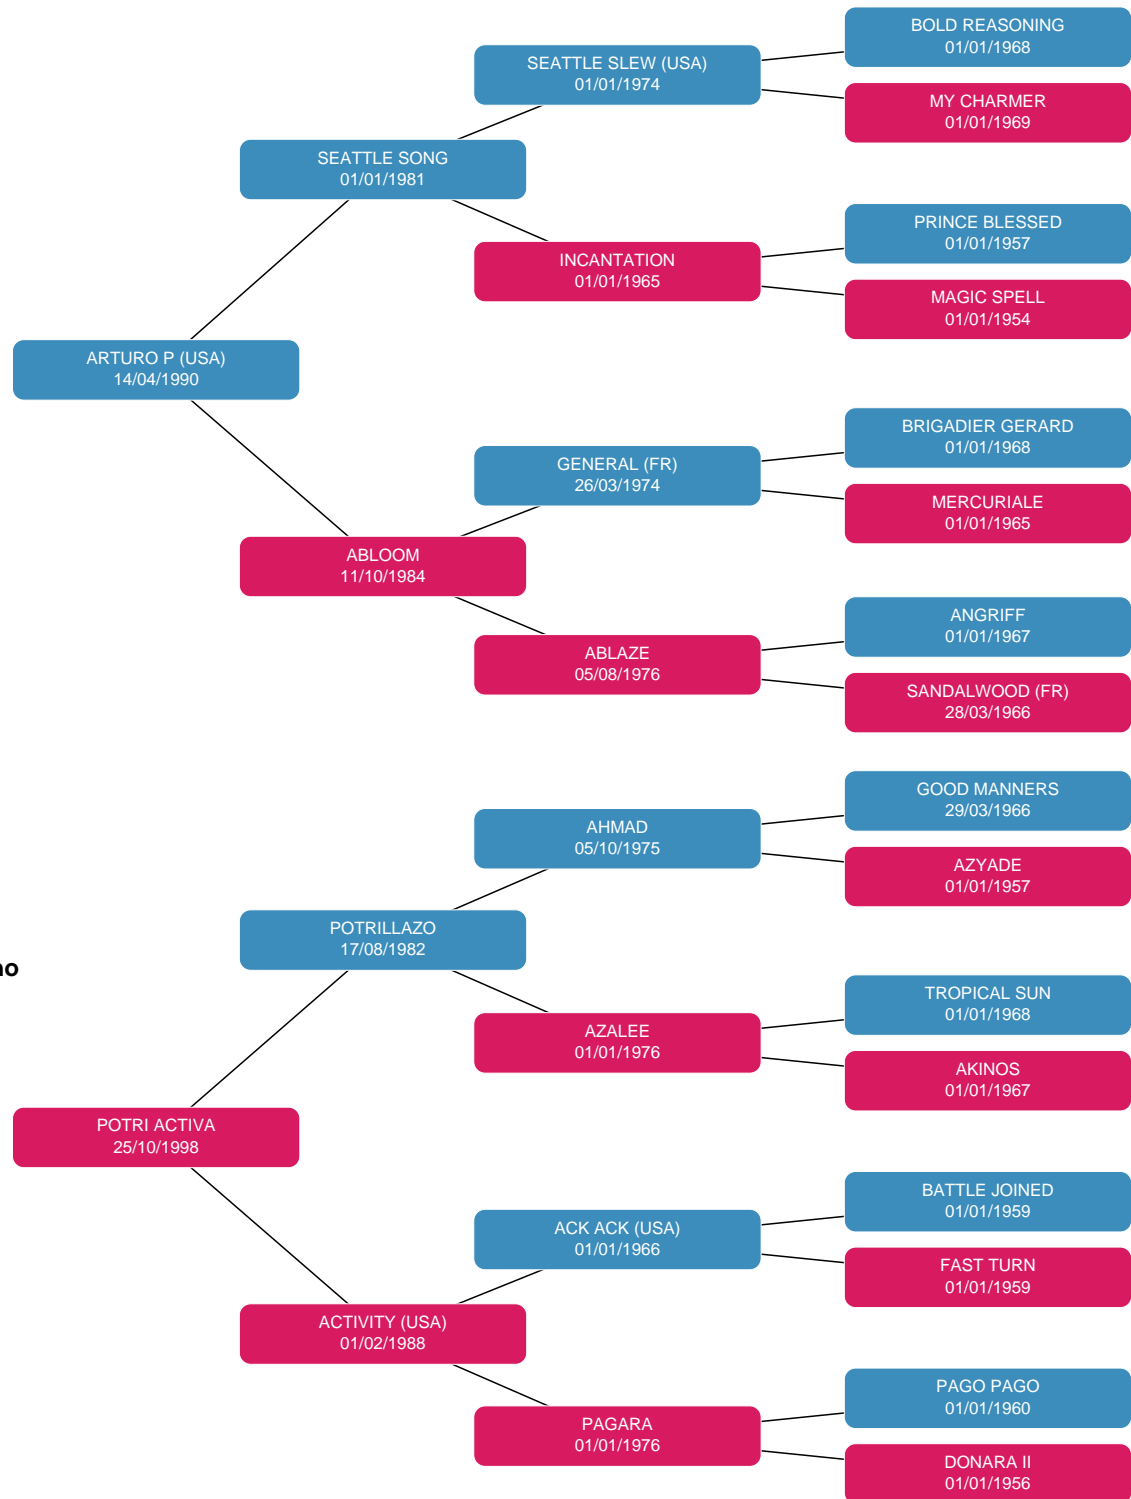 BOLD REASONING
01/01/1968
SEATTLE SLEW (USA)
01/01/1974
MY CHARMER
01/01/1969
SEATTLE SONG
01/01/1981
PRINCE BLESSED
01/01/1957
INCANTATION
01/01/1965
MAGIC SPELL
01/01/1954
ARTURO P (USA)
14/04/1990
BRIGADIER GERARD
01/01/1968
GENERAL (FR)
26/03/1974
MERCURIALE
01/01/1965
ABLOOM
11/10/1984
ANGRIFF
01/01/1967
ABLAZE
05/08/1976
SANDALWOOD (FR)
28/03/1966
GOOD MANNERS
29/03/1966
AHMAD
05/10/1975
AZYADE
01/01/1957
POTRILLAZO
17/08/1982
TROPICAL SUN
01/01/1968
AZALEE
01/01/1976
AKINOS
01/01/1967
POTRI ACTIVA
25/10/1998
BATTLE JOINED
01/01/1959
ACK ACK (USA)
01/01/1966
FAST TURN
01/01/1959
ACTIVITY (USA)
01/02/1988
PAGO PAGO
01/01/1960
PAGARA
01/01/1976
DONARA II
01/01/1956